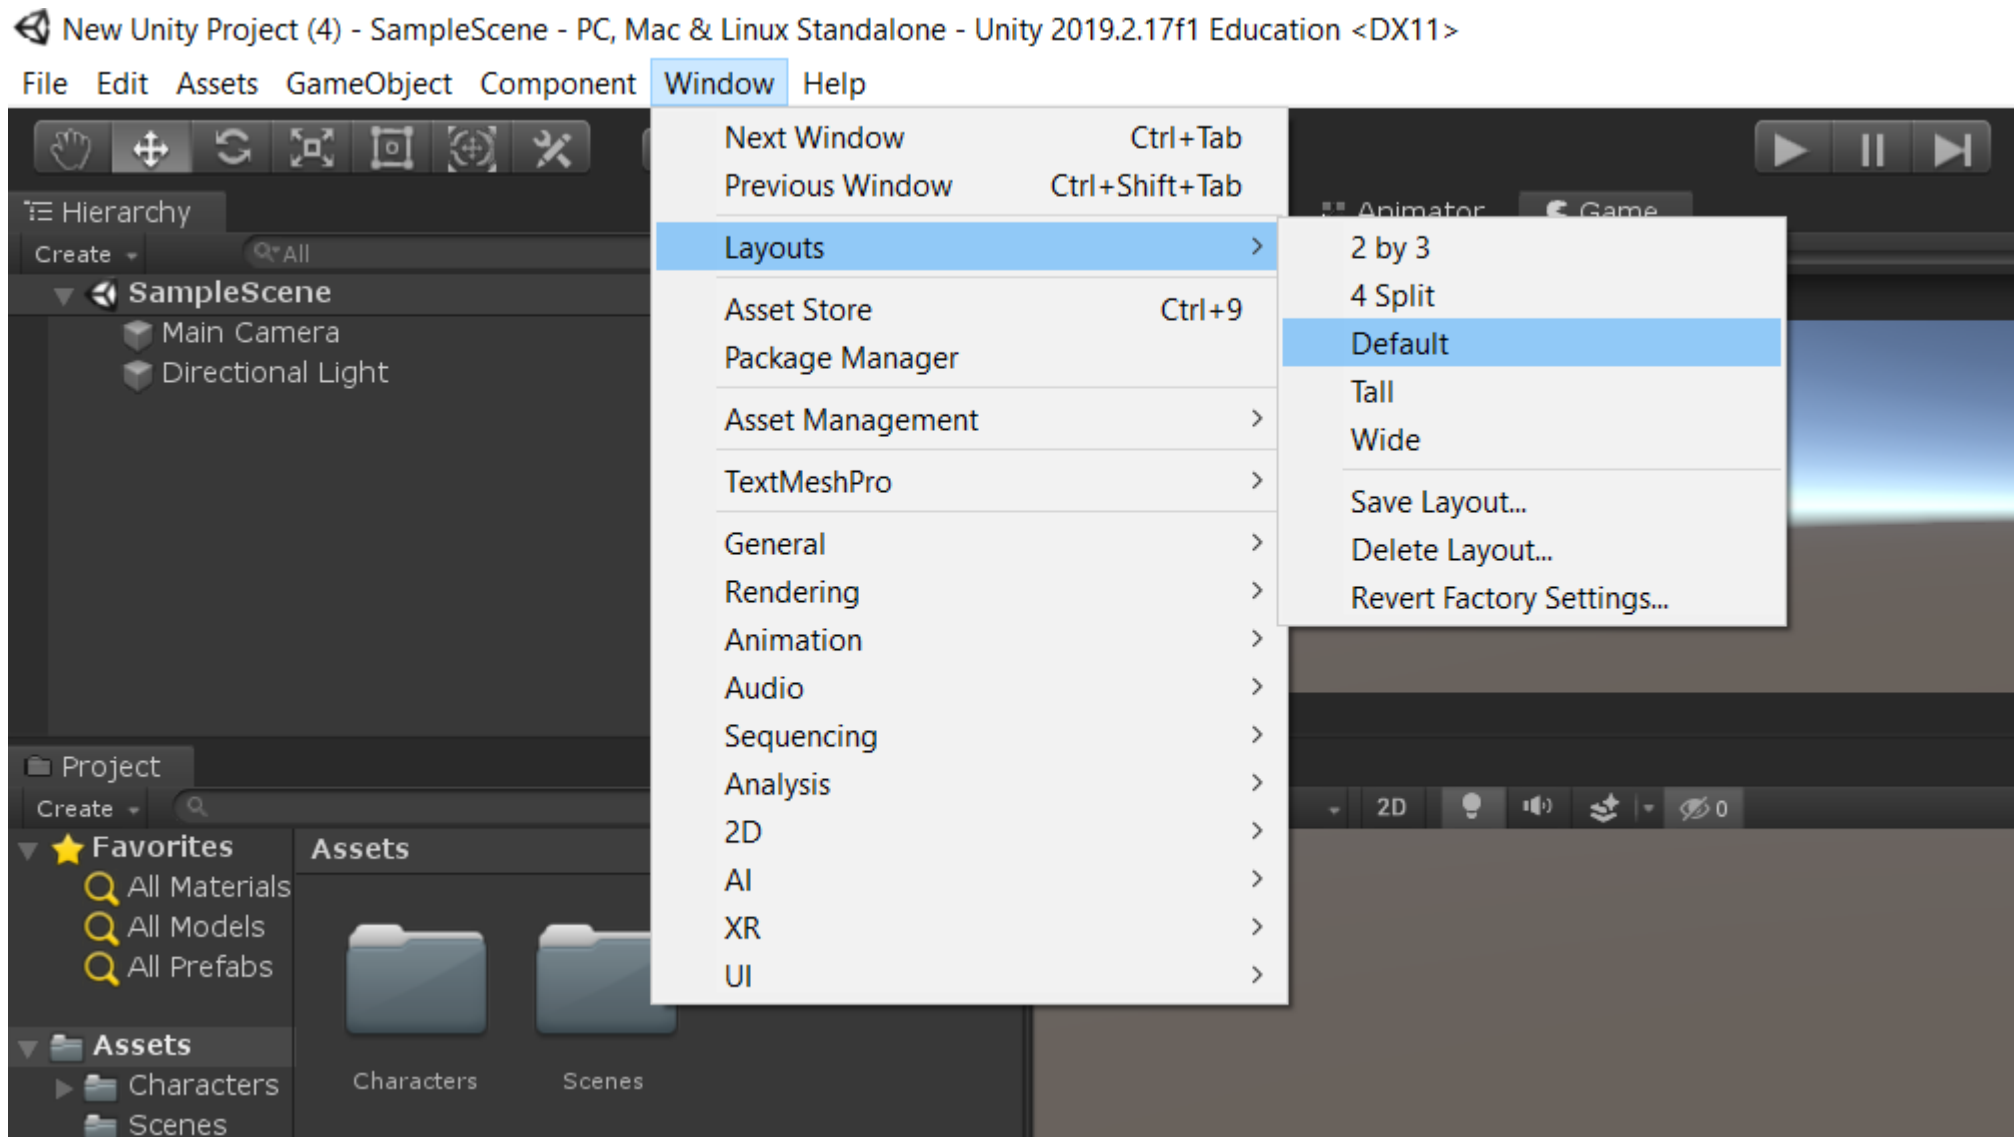 New Unity Project (4) - SampleScene - PC, Mac & Linux Standalone - Unity 2019.2.17f1 Education <DX11>
File Edit Assets GameObject Component Window Help
Hierarchy
Create All
SampleScene
Main Camera
Directional Light
Next Window Ctrl+Tab
Previous Window Ctrl+Shift+Tab
Layouts
Asset Store Ctrl+9
Package Manager
Asset Management
TextMeshPro
General
Rendering
Animation
Audio
Sequencing
Analysis
2D
AI
XR
UI
Animator Game
2 by 3
4 Split
Default
Tall
Wide
Save Layout...
Delete Layout...
Revert Factory Settings...
2D 0
Project
Create
Favorites
All Materials
All Models
All Prefabs
Assets
Characters
Scenes
Assets
Characters Scenes